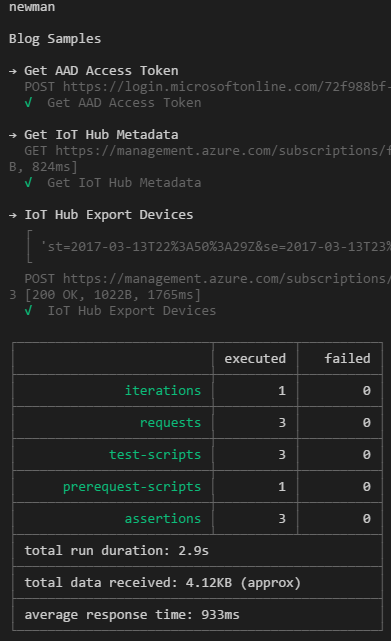 newman
Blog Samples
→ Get AAD Access Token
POST https://login.microsoftonline.com/72f988bf-
√ Get AAD Access Token
→ Get IoT Hub Metadata
GET https://management.azure.com/subscriptions/f
B, 824ms]
√ Get IoT Hub Metadata
→ IoT Hub Export Devices
'st=2017-03-13T22%3A50%3A29Z&se=2017-03-13T23%
POST https://management.azure.com/subscriptions/
3 [200 OK, 1022B, 1765ms]
√ IoT Hub Export Devices
executed failed
iterations 1 0
requests 3 0
test-scripts 3 0
prerequest-scripts 1 0
assertions 3 0
total run duration: 2.9s
total data received: 4.12KB (approx)
average response time: 933ms